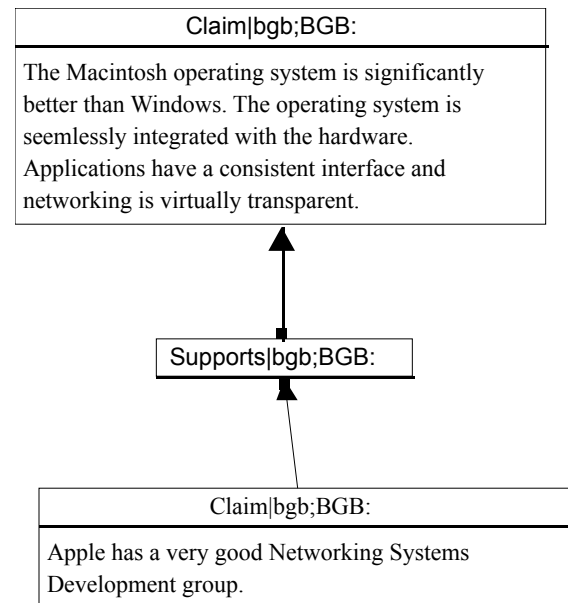 Claim|bgb;BGB:
The Macintosh operating system is significantly
better than Windows. The operating system is
seemlessly integrated with the hardware.
Applications have a consistent interface and
networking is virtually transparent.
Supports|bgb;BGB:
Claim|bgb;BGB:
Apple has a very good Networking Systems
Development group.